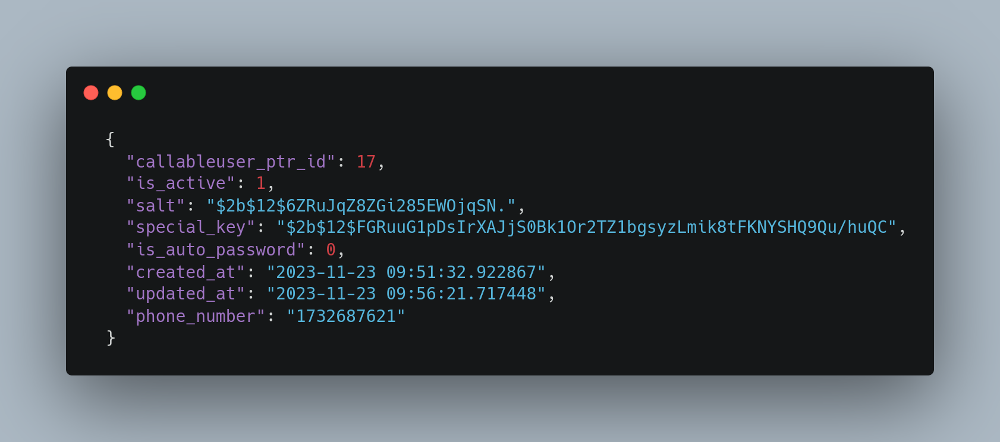 {
"callableuser_ptr_id": 17,
"is_active": 1,
"salt": "$2b$12$6ZRuJqZ8ZGi285EWOjqSN.",
"special_key": "$2b$12$FGRuuG1pDsIrXAJjS0Bk1Or2TZ1bgsyzLmik8tFKNYSHQ9Qu/huQC",
"is_auto_password": 0,
"created_at": "2023-11-23 09:51:32.922867",
"updated_at": "2023-11-23 09:56:21.717448",
"phone_number": "1732687621"
}